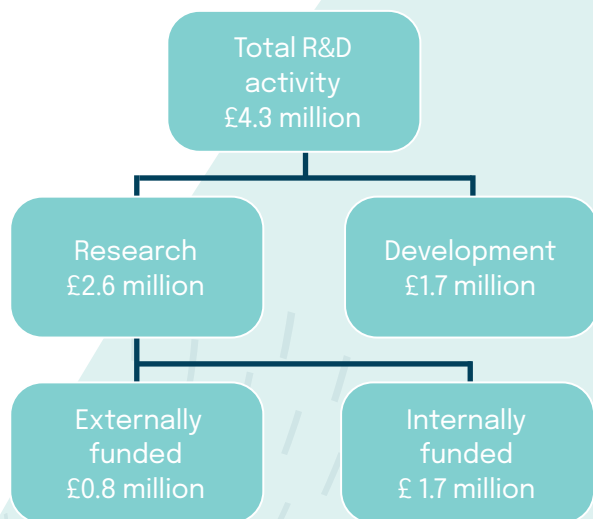 Total R&D
activity
£4.3 million
Research
£2.6 million
Development
£1.7 million
Externally
funded
£0.8 million
Internally
funded
£ 1.7 million